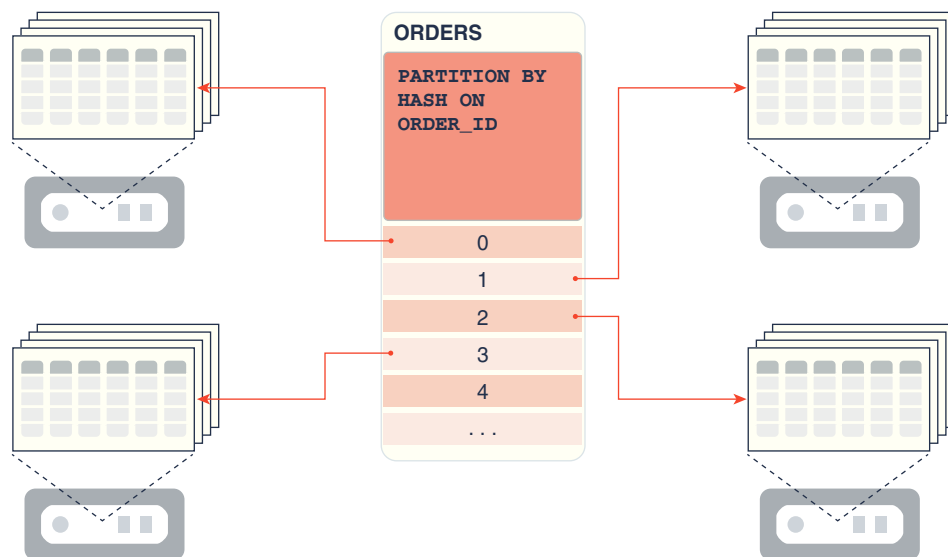 ORDERS
PARTITION BY
HASH ON
ORDER_ID
0
1
2
3
4
...